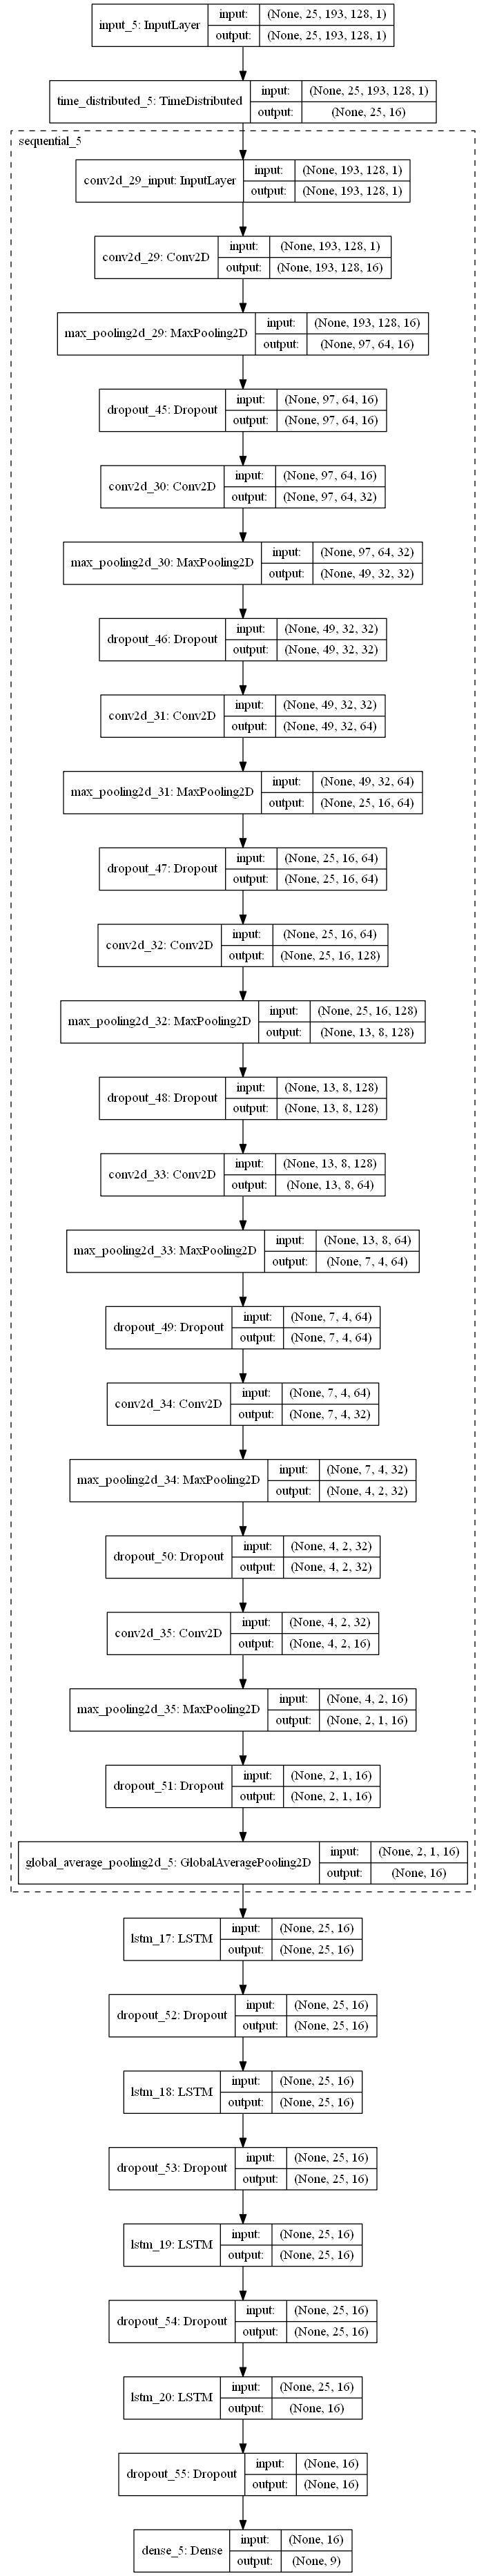 input_5: InputLayer
input: (None, 25, 193, 128, 1)
output: (None, 25, 193, 128, 1)
time_distributed_5: TimeDistributed
input: (None, 25, 193, 128, 1)
output: (None, 25, 16)
sequential_5
conv2d_29_input: InputLayer
input: (None, 193, 128, 1)
output: (None, 193, 128, 1)
conv2d_29: Conv2D
input: (None, 193, 128, 1)
output: (None, 193, 128, 16)
max_pooling2d_29: MaxPooling2D
input: (None, 193, 128, 16)
output: (None, 97, 64, 16)
dropout_45: Dropout
input: (None, 97, 64, 16)
output: (None, 97, 64, 16)
conv2d_30: Conv2D
input: (None, 97, 64, 16)
output: (None, 97, 64, 32)
max_pooling2d_30: MaxPooling2D
input: (None, 97, 64, 32)
output: (None, 49, 32, 32)
dropout_46: Dropout
input: (None, 49, 32, 32)
output: (None, 49, 32, 32)
conv2d_31: Conv2D
input: (None, 49, 32, 32)
output: (None, 49, 32, 64)
max_pooling2d_31: MaxPooling2D
input: (None, 49, 32, 64)
output: (None, 25, 16, 64)
dropout_47: Dropout
input: (None, 25, 16, 64)
output: (None, 25, 16, 64)
conv2d_32: Conv2D
input: (None, 25, 16, 64)
output: (None, 25, 16, 128)
max_pooling2d_32: MaxPooling2D
input: (None, 25, 16, 128)
output: (None, 13, 8, 128)
dropout_48: Dropout
input: (None, 13, 8, 128)
output: (None, 13, 8, 128)
conv2d_33: Conv2D
input: (None, 13, 8, 128)
output: (None, 13, 8, 64)
max_pooling2d_33: MaxPooling2D
input: (None, 13, 8, 64)
output: (None, 7, 4, 64)
dropout_49: Dropout
input: (None, 7, 4, 64)
output: (None, 7, 4, 64)
conv2d_34: Conv2D
input: (None, 7, 4, 64)
output: (None, 7, 4, 32)
max_pooling2d_34: MaxPooling2D
input: (None, 7, 4, 32)
output: (None, 4, 2, 32)
dropout_50: Dropout
input: (None, 4, 2, 32)
output: (None, 4, 2, 32)
conv2d_35: Conv2D
input: (None, 4, 2, 32)
output: (None, 4, 2, 16)
max_pooling2d_35: MaxPooling2D
input: (None, 4, 2, 16)
output: (None, 2, 1, 16)
dropout_51: Dropout
input: (None, 2, 1, 16)
output: (None, 2, 1, 16)
global_average_pooling2d_5: GlobalAveragePooling2D
input: (None, 2, 1, 16)
output: (None, 16)
lstm_17: LSTM
input: (None, 25, 16)
output: (None, 25, 16)
dropout_52: Dropout
input: (None, 25, 16)
output: (None, 25, 16)
lstm_18: LSTM
input: (None, 25, 16)
output: (None, 25, 16)
dropout_53: Dropout
input: (None, 25, 16)
output: (None, 25, 16)
lstm_19: LSTM
input: (None, 25, 16)
output: (None, 25, 16)
dropout_54: Dropout
input: (None, 25, 16)
output: (None, 25, 16)
lstm_20: LSTM
input: (None, 25, 16)
output: (None, 16)
dropout_55: Dropout
input: (None, 16)
output: (None, 16)
dense_5: Dense
input: (None, 16)
output: (None, 9)